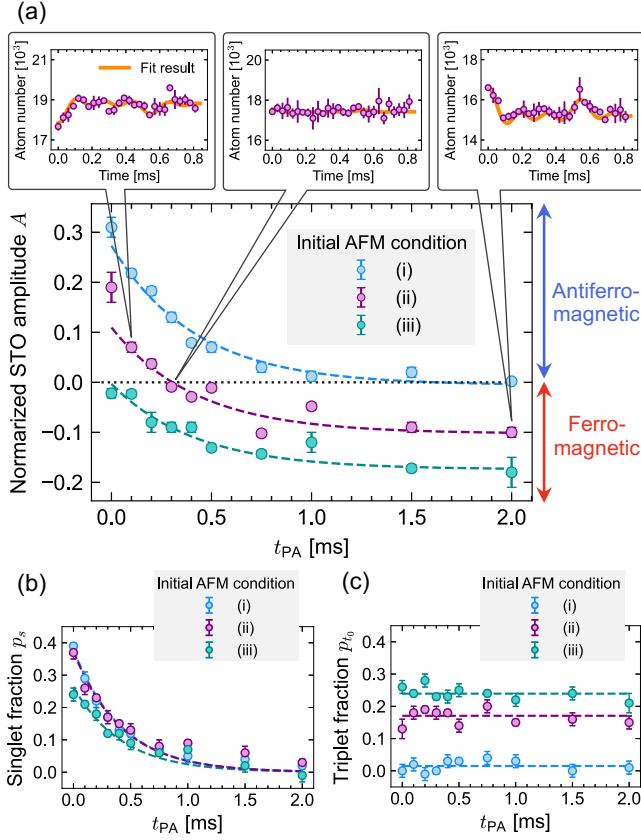 (a)
Atom number [10³]
19
17
21
Fit result
0.0 0.2 0.4 0.6 0.8
Time [ms]
Atom number [10³]
18
16
20
0.0 0.2 0.4 0.6 0.8
Time [ms]
Atom number [10³]
16
14
18
0.0 0.2 0.4 0.6 0.8
Time [ms]
Normarized STO amplitude A
0.3
0.2
0.1
0.0
−0.1
−0.2
Initial AFM condition
(i)
(ii)
(iii)
Antiferro-
magnetic
Ferro-
magnetic
0.0 0.5 1.0 1.5 2.0
tPA [ms]
(b)
Initial AFM condition
(i)
(ii)
(iii)
Singlet fraction ps
0.4
0.3
0.2
0.1
0.0
0.0 0.5 1.0 1.5 2.0
tPA [ms]
(c)
Initial AFM condition
(i)
(ii)
(iii)
Triplet fraction pt0
0.4
0.3
0.2
0.1
0.0
0.0 0.5 1.0 1.5 2.0
tPA [ms]